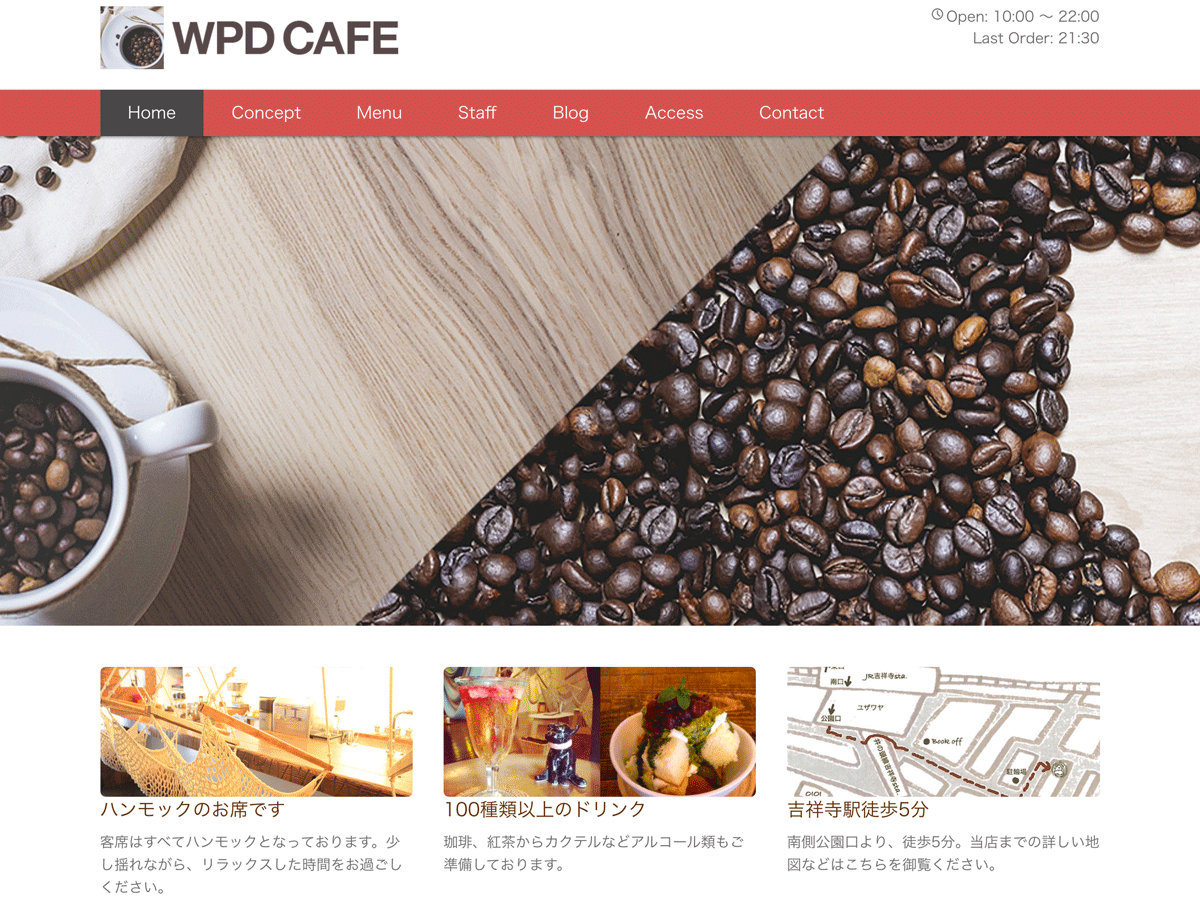 WPD CAFE
Open: 10:00 〜 22:00
Last Order: 21:30
Home Concept Menu Staff Blog Access Contact
JR吉祥寺sta.
南口
ユザワヤ
公園口
Book off
駐輪場
ハンモックのお席です
客席はすべてハンモックとなっております。少
し揺れながら、リラックスした時間をお過ごし
ください。
100種類以上のドリンク
珈琲、紅茶からカクテルなどアルコール類もご
準備しております。
吉祥寺駅徒歩5分
南側公園口より、徒歩5分。当店までの詳しい地
図などはこちらを御覧ください。